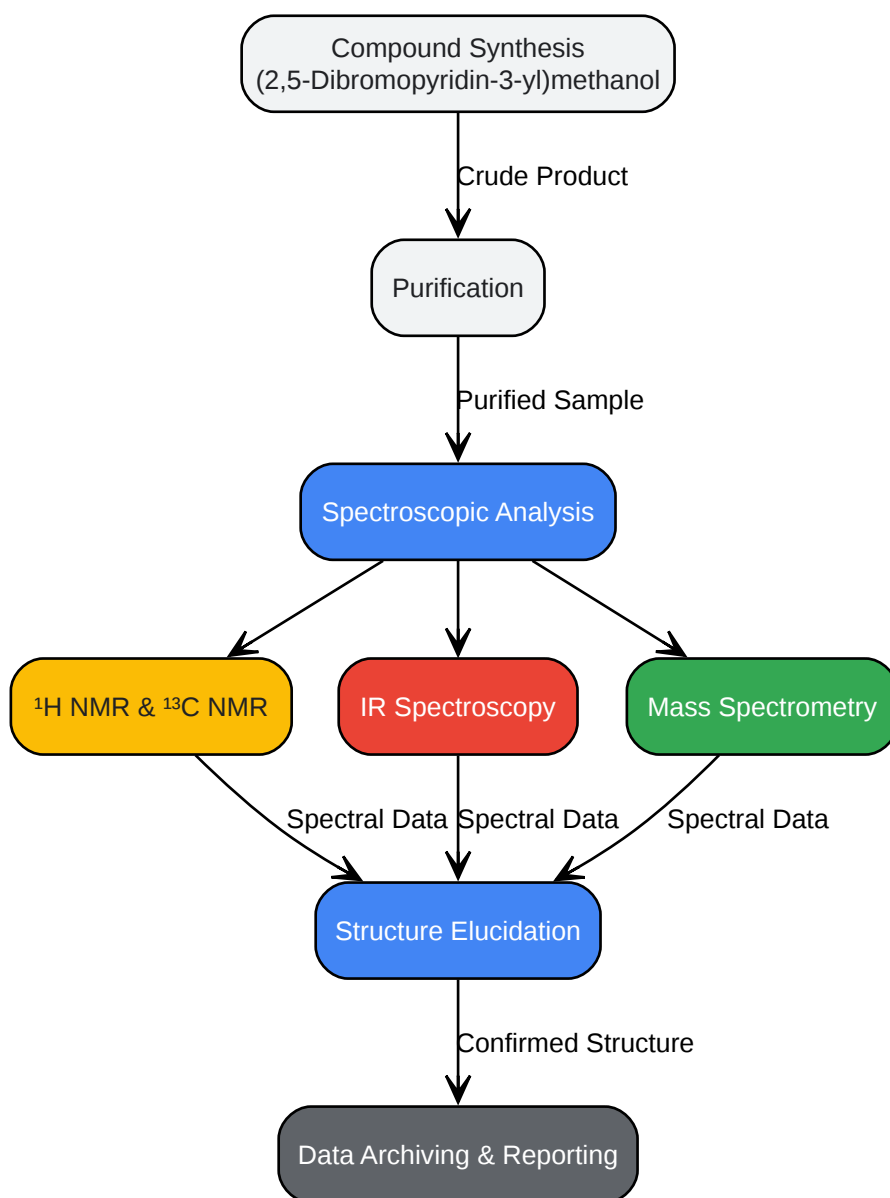 Compound Synthesis
(2,5-Dibromopyridin-3-yl)methanol
Crude Product
Purification
Purified Sample
Spectroscopic Analysis
¹H NMR & ¹³C NMR
IR Spectroscopy
Mass Spectrometry
Spectral Data
Spectral Data
Spectral Data
Structure Elucidation
Confirmed Structure
Data Archiving & Reporting